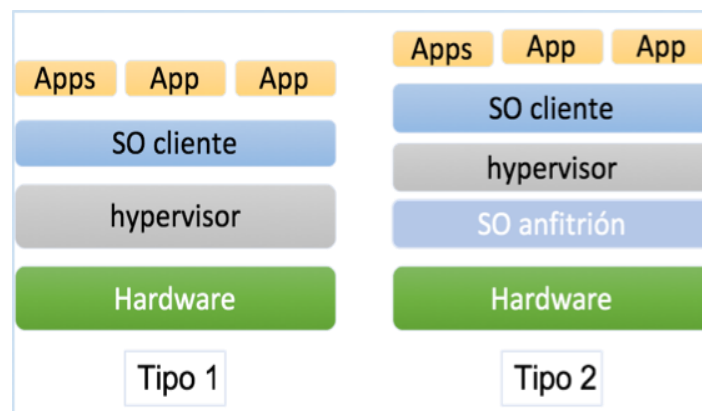 Apps App App
SO cliente
hypervisor
Hardware
Tipo 1
Apps App App
SO cliente
hypervisor
SO anfitrión
Hardware
Tipo 2